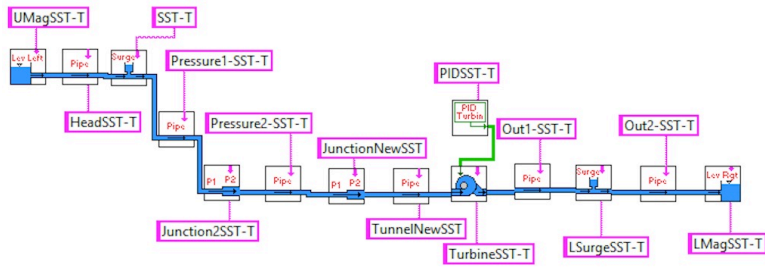 UMagSST-T
SST-T
Lev Left
Pipe
Surge
Pressure1-SST-T
PIDSST-T
HeadSST-T
Pipe
Pressure2-SST-T
PID
Turbin
Out1-SST-T
Out2-SST-T
JunctionNewSST
P1 P2
Pipe
P1 P2
Pipe
Pipe
Surge
Pipe
Lev Rgt
Junction2SST-T
TunnelNewSST
TurbineSST-T
LSurgeSST-T
LMagSST-T